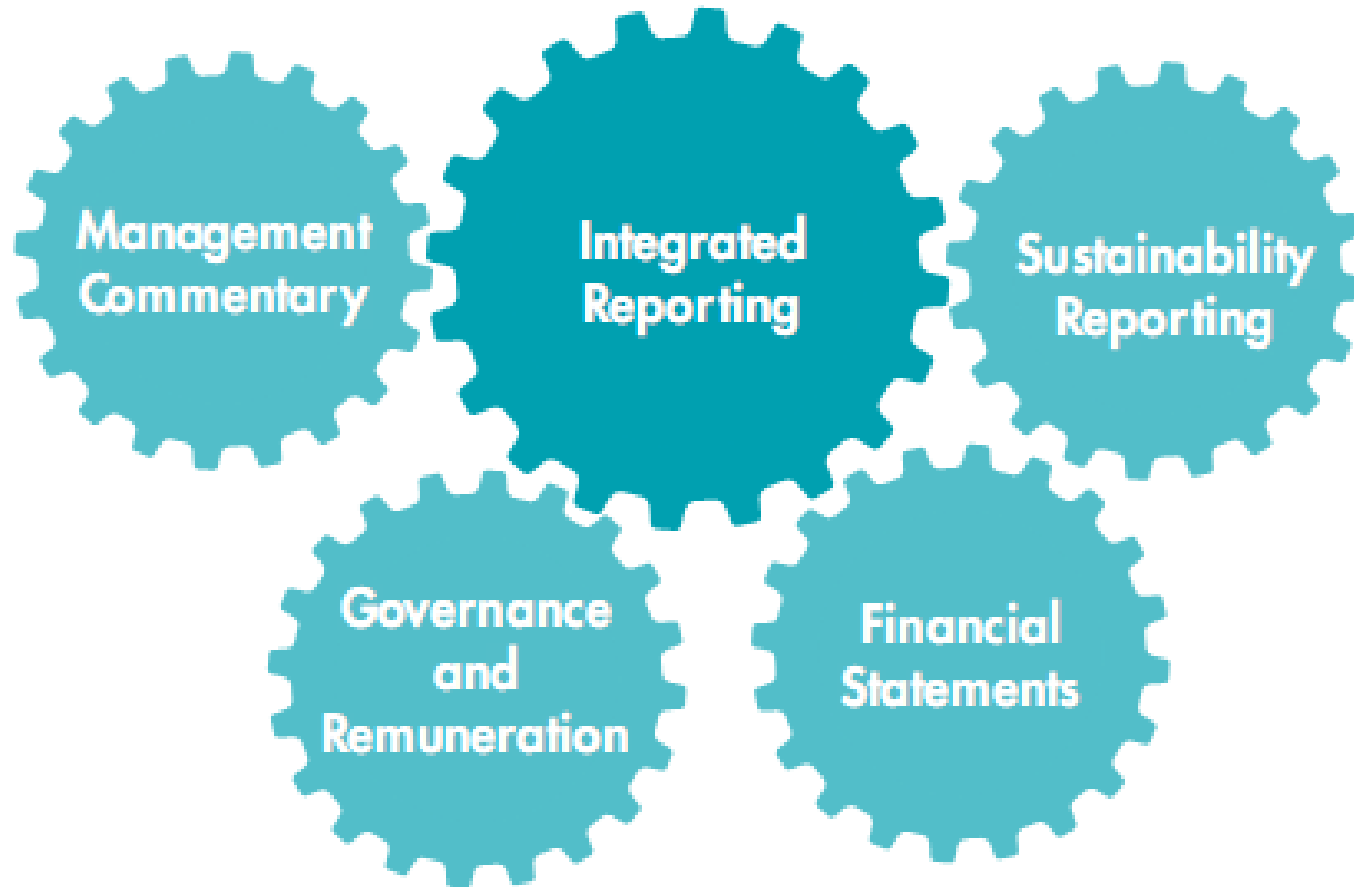 Management
Commentary
Integrated
Reporting
Sustainability
Reporting
Governance
and
Remuneration
Financial
Statements